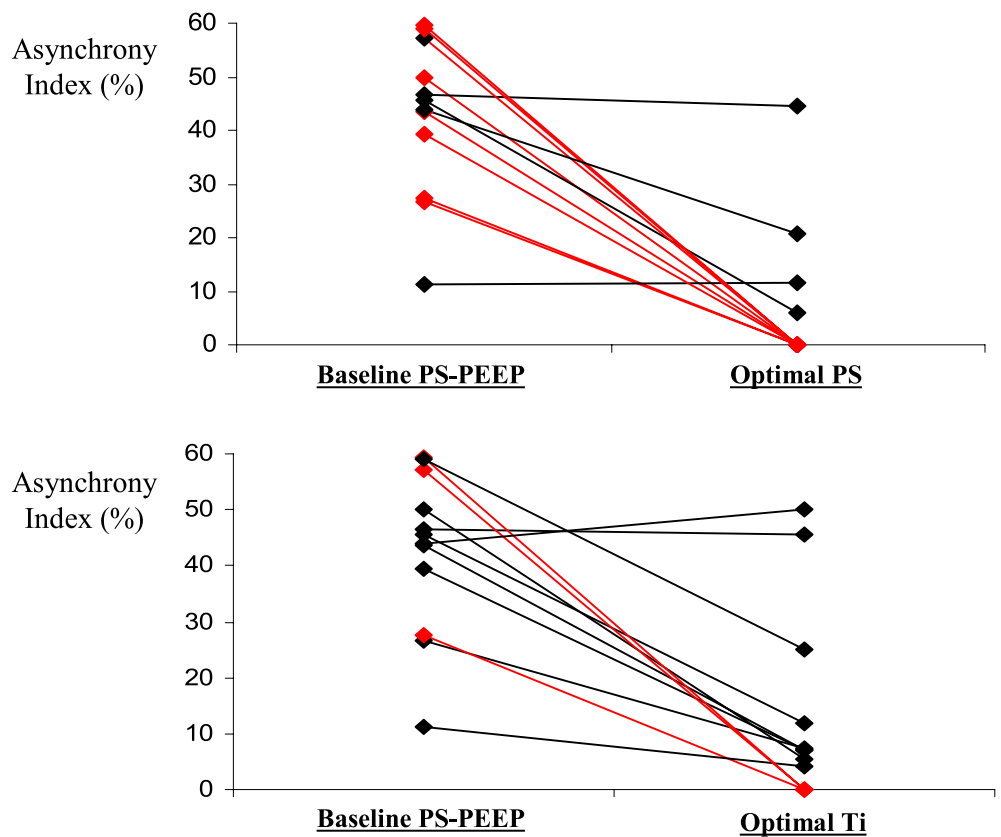 Asynchrony
Index (%)
60
50
40
30
20
10
0
Baseline PS-PEEP
Optimal PS
Asynchrony
Index (%)
60
50
40
30
20
10
0
Baseline PS-PEEP
Optimal Ti